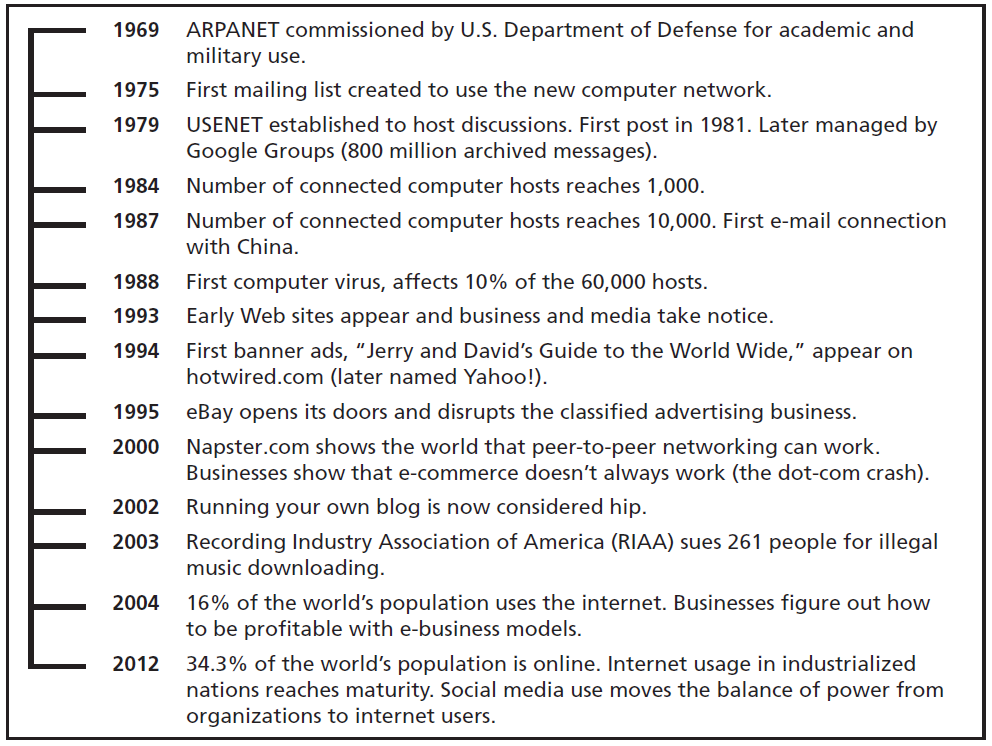 1969 ARPANET commissioned by U.S. Department of Defense for academic and
military use.
1975 First mailing list created to use the new computer network.
1979 USENET established to host discussions. First post in 1981. Later managed by
Google Groups (800 million archived messages).
1984 Number of connected computer hosts reaches 1,000.
1987 Number of connected computer hosts reaches 10,000. First e-mail connection
with China.
1988 First computer virus, affects 10% of the 60,000 hosts.
1993 Early Web sites appear and business and media take notice.
1994 First banner ads, “Jerry and David’s Guide to the World Wide,” appear on
hotwired.com (later named Yahoo!).
1995 eBay opens its doors and disrupts the classified advertising business.
2000 Napster.com shows the world that peer-to-peer networking can work.
Businesses show that e-commerce doesn’t always work (the dot-com crash).
2002 Running your own blog is now considered hip.
2003 Recording Industry Association of America (RIAA) sues 261 people for illegal
music downloading.
2004 16% of the world’s population uses the internet. Businesses figure out how
to be profitable with e-business models.
2012 34.3% of the world’s population is online. Internet usage in industrialized
nations reaches maturity. Social media use moves the balance of power from
organizations to internet users.